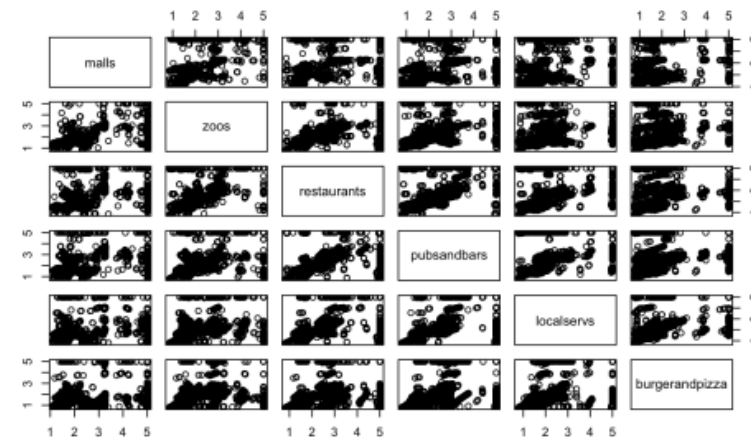 1 2 3 4 5 1 2 3 4 5 1 2 3 4 5
malls
1 3 5 zoos
restaurants
1 3 5 pubsandbars
localservs
1 3 5 burgerandpizza
1 2 3 4 5 1 2 3 4 5 1 2 3 4 5